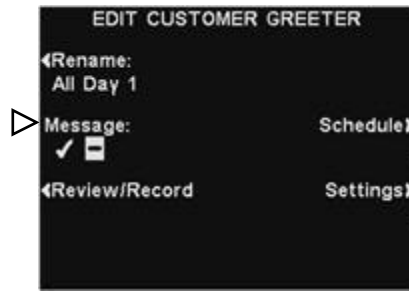 EDIT CUSTOMER GREETER
Rename:
All Day 1
Message:
Schedule
Review/Record
Settings